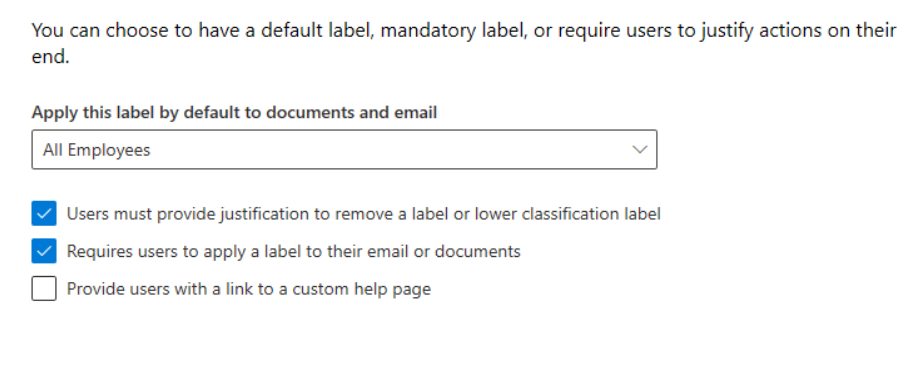 You can choose to have a default label, mandatory label, or require users to justify actions on their
end.
Apply this label by default to documents and email
All Employees
Users must provide justification to remove a label or lower classification label
Requires users to apply a label to their email or documents
Provide users with a link to a custom help page